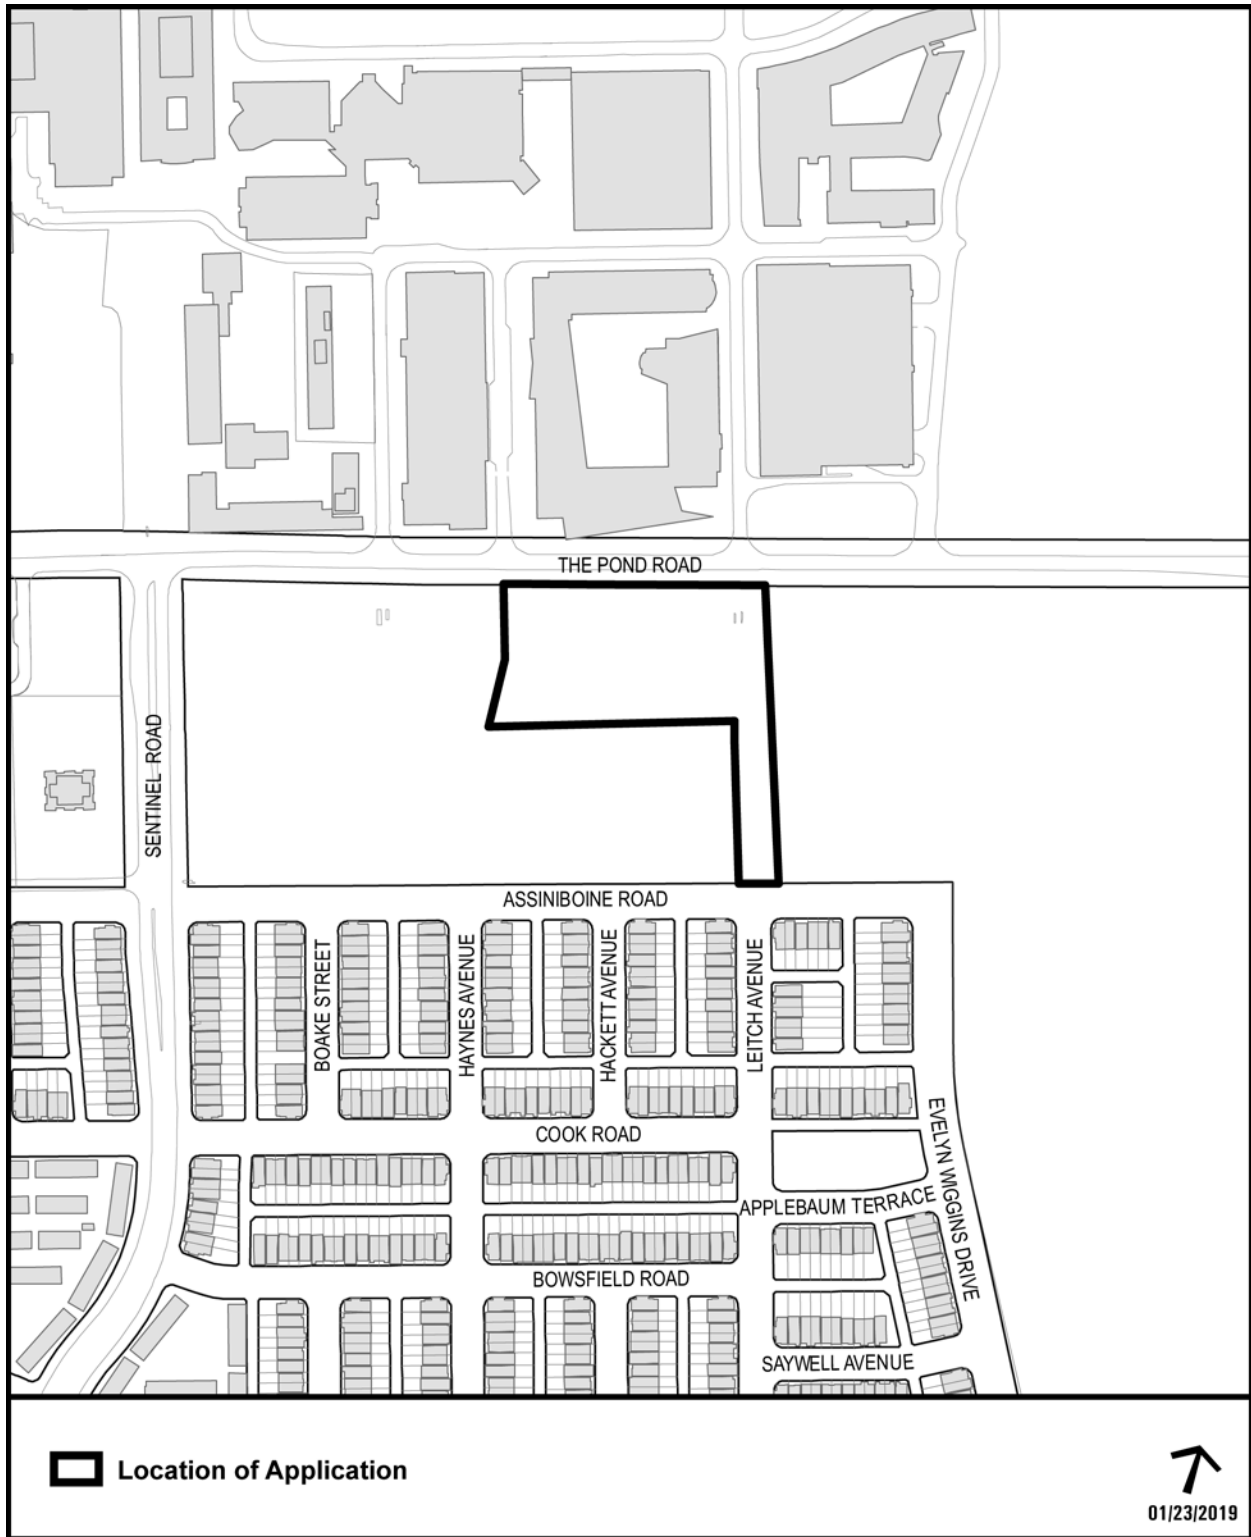 THE POND ROAD
SENTINEL ROAD
ASSINIBOINE ROAD
BOAKE STREET
HAYNES AVENUE
HACKETT AVENUE
LEITCH AVENUE
COOK ROAD
EVELYN WIGGINS DRIVE
APPLEBAUM TERRACE
BOWSFIELD ROAD
SAYWELL AVENUE
Location of Application
01/23/2019